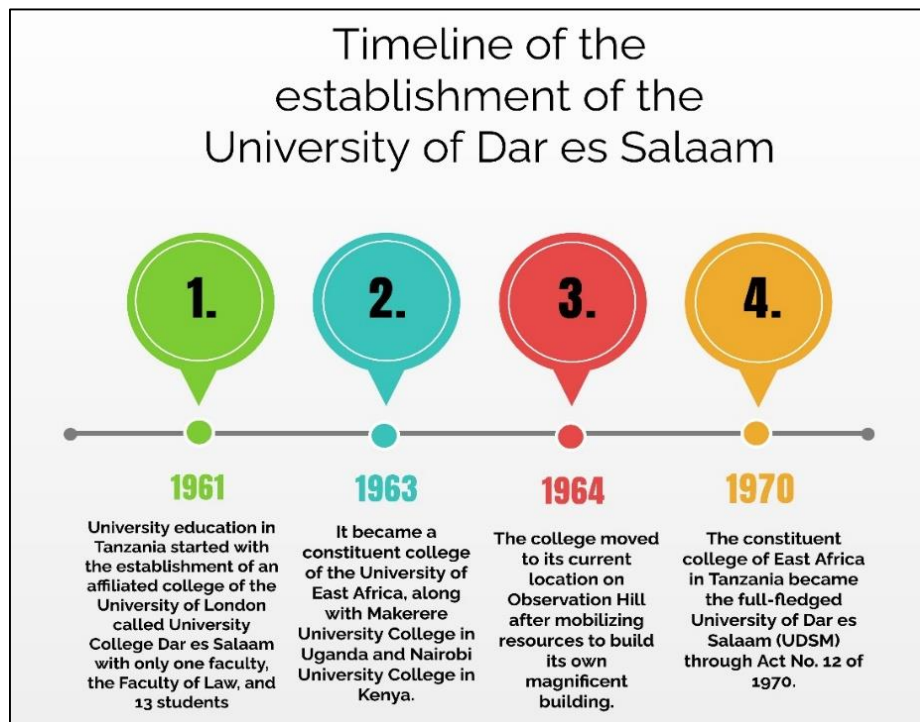 Timeline of the
establishment of the
University of Dar es Salaam
1.
2.
3.
4.
1961
University education in
Tanzania started with
the establishment of an
affiliated college of the
University of London
called University
College Dar es Salaam
with only one faculty,
the Faculty of Law, and
13 students
1963
It became a
constituent college
of the University of
East Africa, along
with Makerere
University College in
Uganda and Nairobi
University College in
Kenya.
1964
The college moved
to its current
location on
Observation Hill
after mobilizing
resources to build
its own
magnificent
building.
1970
The constituent
college of East Africa
in Tanzania became
the full-fledged
University of Dar es
Salaam (UDSM)
through Act No. 12 of
1970.